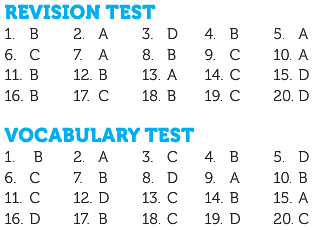 REVISION TEST
1. B 2. A 3. D 4. B 5. A
6. C 7. A 8. B 9. C 10. A
11. B 12. B 13. A 14. C 15. D
16. B 17. C 18. B 19. C 20. D
VOCABULARY TEST
1. B 2. A 3. C 4. B 5. D
6. C 7. B 8. D 9. A 10. B
11. C 12. D 13. C 14. B 15. A
16. D 17. B 18. C 19. D 20. C